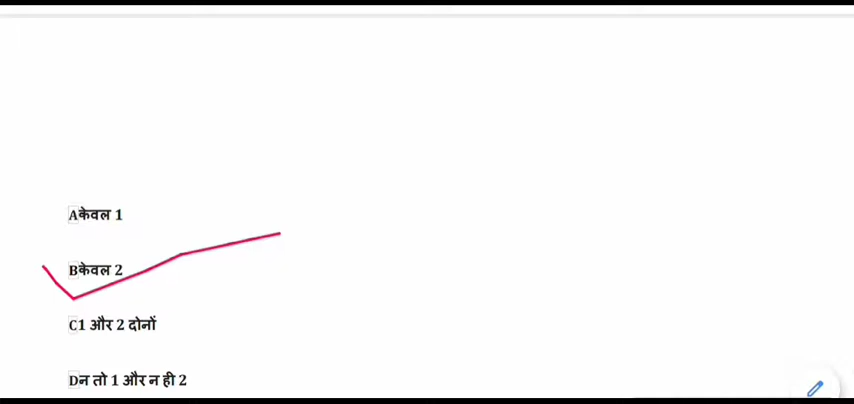 Aकेवल 1
Bकेवल 2
C1 और 2 दोनों
Dन तो 1 और न ही 2